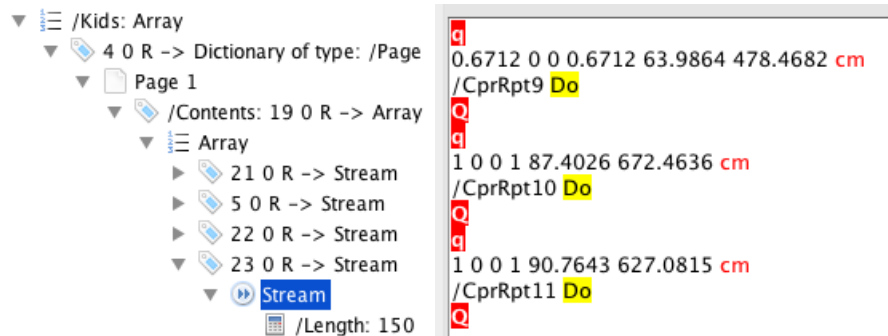 /Kids: Array
4 0 R -> Dictionary of type: /Page
Page 1
/Contents: 19 0 R -> Array
Array
21 0 R -> Stream
5 0 R -> Stream
22 0 R -> Stream
23 0 R -> Stream
Stream
/Length: 150
q
0.6712 0 0 0.6712 63.9864 478.4682 cm
/CprRpt9 Do
Q
q
1 0 0 1 87.4026 672.4636 cm
/CprRpt10 Do
Q
q
1 0 0 1 90.7643 627.0815 cm
/CprRpt11 Do
Q